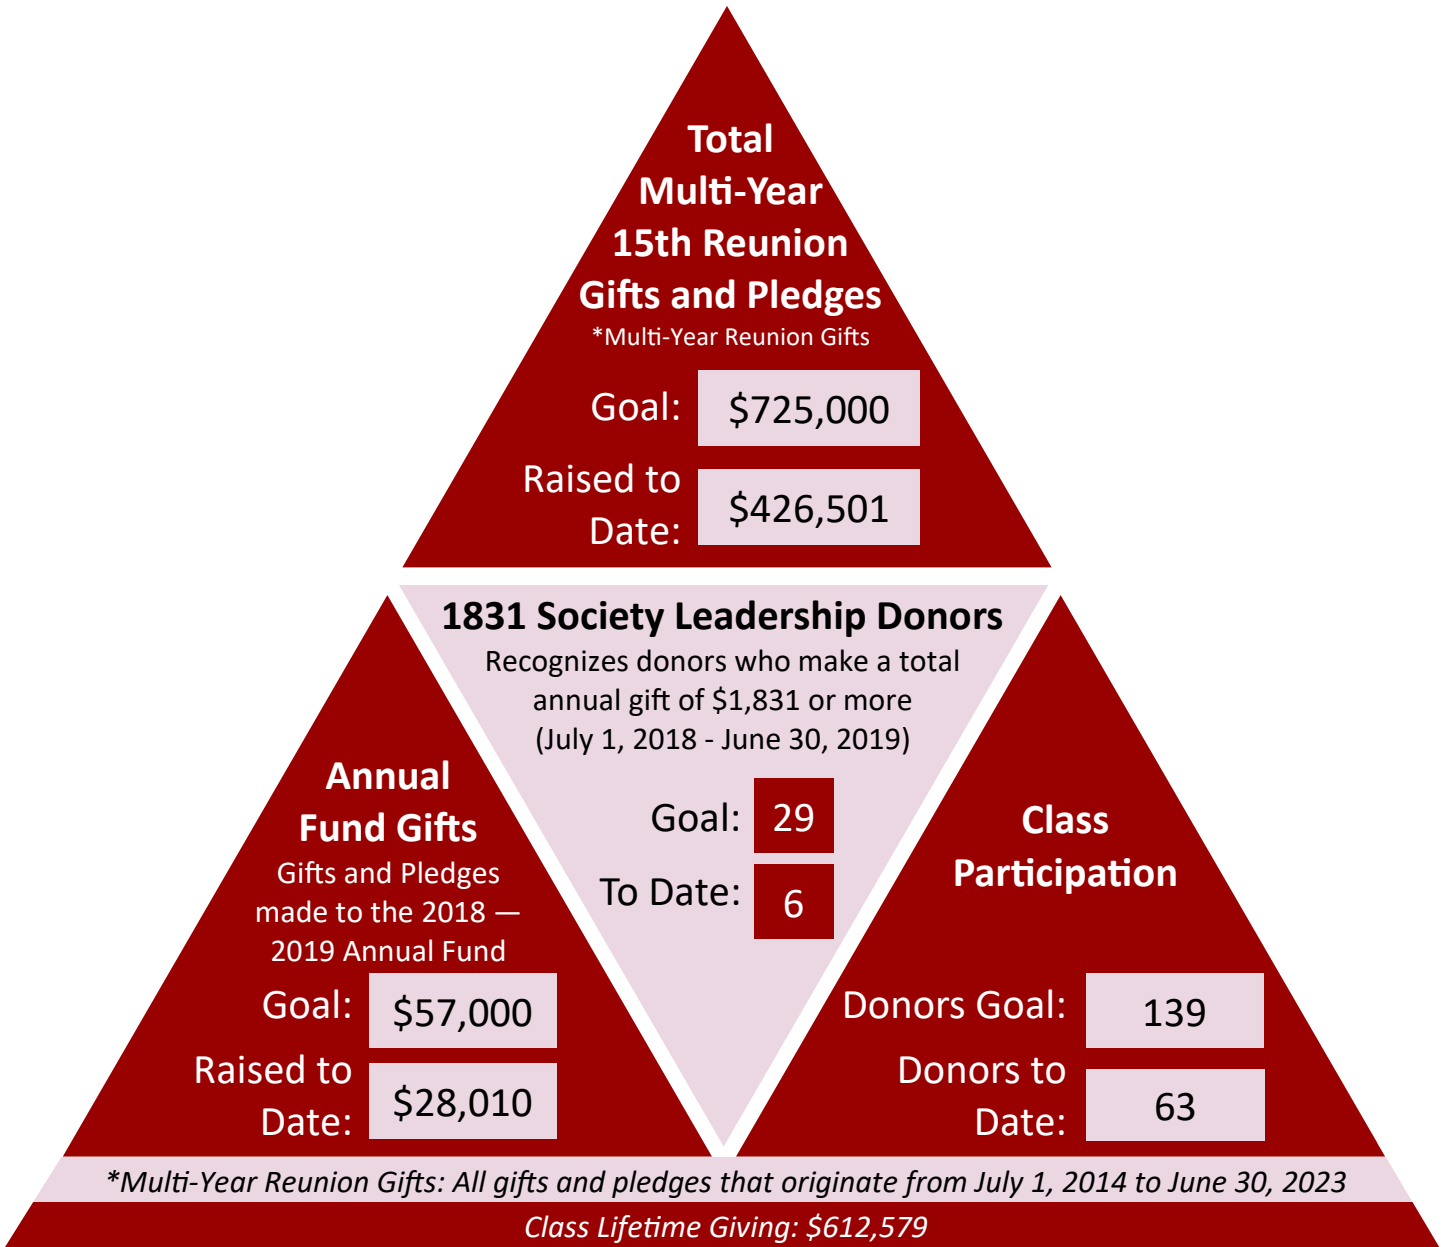 Total
Multi-Year
15th Reunion
Gifts and Pledges
*Multi-Year Reunion Gifts
Goal: $725,000
Raised to
Date: $426,501
1831 Society Leadership Donors
Recognizes donors who make a total
annual gift of $1,831 or more
(July 1, 2018 - June 30, 2019)
Goal: 29
To Date: 6
Annual
Fund Gifts
Gifts and Pledges
made to the 2018 —
2019 Annual Fund
Goal: $57,000
Raised to
Date: $28,010
Class
Participation
Donors Goal: 139
Donors to
Date: 63
*Multi-Year Reunion Gifts: All gifts and pledges that originate from July 1, 2014 to June 30, 2023
Class Lifetime Giving: $612,579